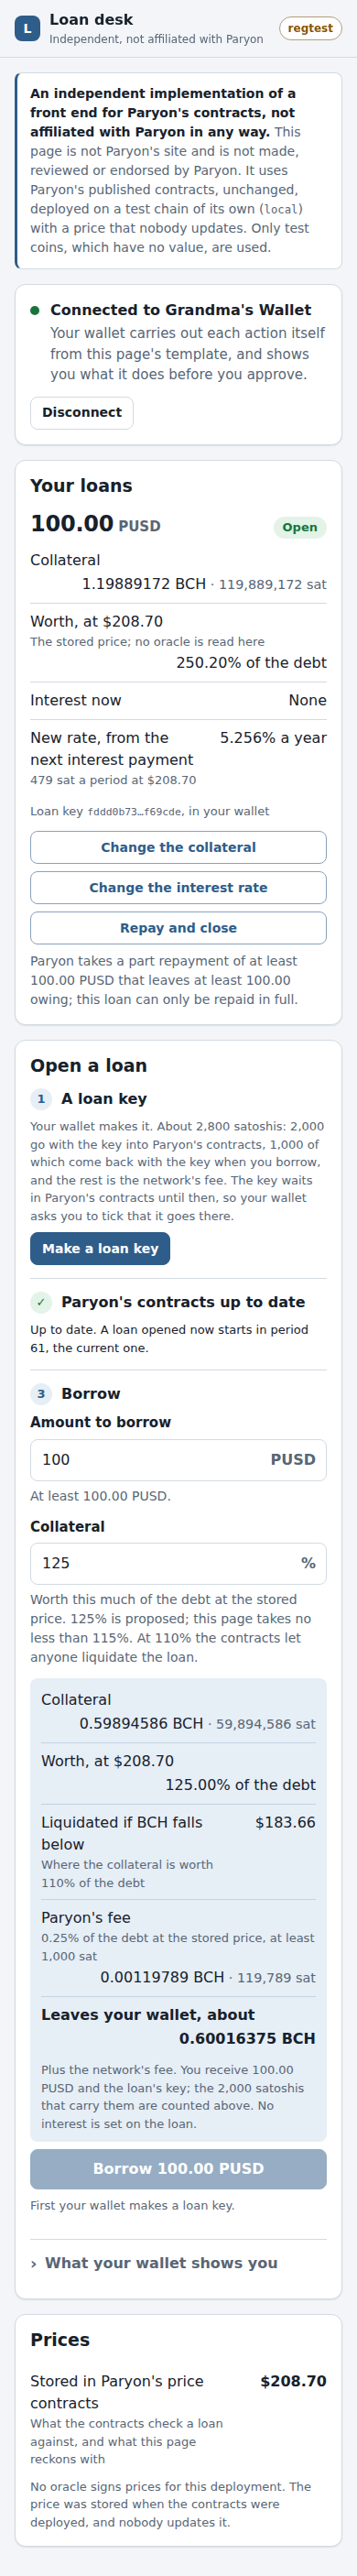 L
Loan desk
Independent, not affiliated with Paryon
regtest
An independent implementation of a
front end for Paryon's contracts, not
affiliated with Paryon in any way. This
page is not Paryon's site and is not made,
reviewed or endorsed by Paryon. It uses
Paryon's published contracts, unchanged,
deployed on a test chain of its own (local)
with a price that nobody updates. Only test
coins, which have no value, are used.
Connected to Grandma's Wallet
Your wallet carries out each action itself
from this page's template, and shows
you what it does before you approve.
Disconnect
Your loans
100.00 PUSD
Open
Collateral
1.19889172 BCH · 119,889,172 sat
Worth, at $208.70
The stored price; no oracle is read here
250.20% of the debt
Interest now None
New rate, from the 5.256% a year
next interest payment
479 sat a period at $208.70
Loan key fddd0b73…f69cde, in your wallet
Change the collateral
Change the interest rate
Repay and close
Paryon takes a part repayment of at least
100.00 PUSD that leaves at least 100.00
owing; this loan can only be repaid in full.
Open a loan
1 A loan key
Your wallet makes it. About 2,800 satoshis: 2,000
go with the key into Paryon's contracts, 1,000 of
which come back with the key when you borrow,
and the rest is the network's fee. The key waits
in Paryon's contracts until then, so your wallet
asks you to tick that it goes there.
Make a loan key
✓ Paryon's contracts up to date
Up to date. A loan opened now starts in period
61, the current one.
3 Borrow
Amount to borrow
100 PUSD
At least 100.00 PUSD.
Collateral
125 %
Worth this much of the debt at the stored
price. 125% is proposed; this page takes no
less than 115%. At 110% the contracts let
anyone liquidate the loan.
Collateral
0.59894586 BCH · 59,894,586 sat
Worth, at $208.70
125.00% of the debt
Liquidated if BCH falls $183.66
below
Where the collateral is worth
110% of the debt
Paryon's fee
0.25% of the debt at the stored price, at least
1,000 sat
0.00119789 BCH · 119,789 sat
Leaves your wallet, about
0.60016375 BCH
Plus the network's fee. You receive 100.00
PUSD and the loan's key; the 2,000 satoshis
that carry them are counted above. No
interest is set on the loan.
Borrow 100.00 PUSD
First your wallet makes a loan key.
› What your wallet shows you
Prices
Stored in Paryon's price $208.70
contracts
What the contracts check a loan
against, and what this page
reckons with
No oracle signs prices for this deployment. The
price was stored when the contracts were
deployed, and nobody updates it.